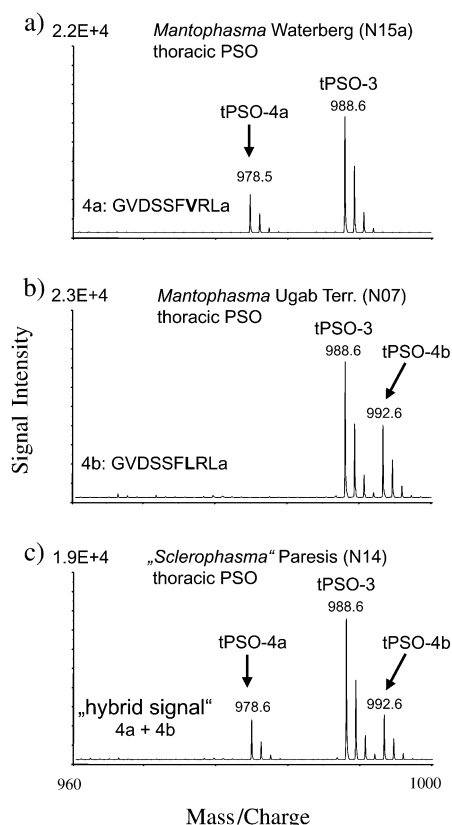 a)
2.2E+4
Mantophasma Waterberg (N15a)
thoracic PSO
tPSO-3
988.6
tPSO-4a
978.5
4a: GVDSSFVRLa
b)
2.3E+4
Mantophasma Ugab Terr. (N07)
thoracic PSO
tPSO-3
988.6
tPSO-4b
992.6
4b: GVDSSFLRLa
Signal Intensity
c)
1.9E+4
„Sclerophasma“ Paresis (N14)
thoracic PSO
tPSO-3
988.6
tPSO-4a
tPSO-4b
978.6
992.6
„hybrid signal“
4a + 4b
960
1000
Mass/Charge